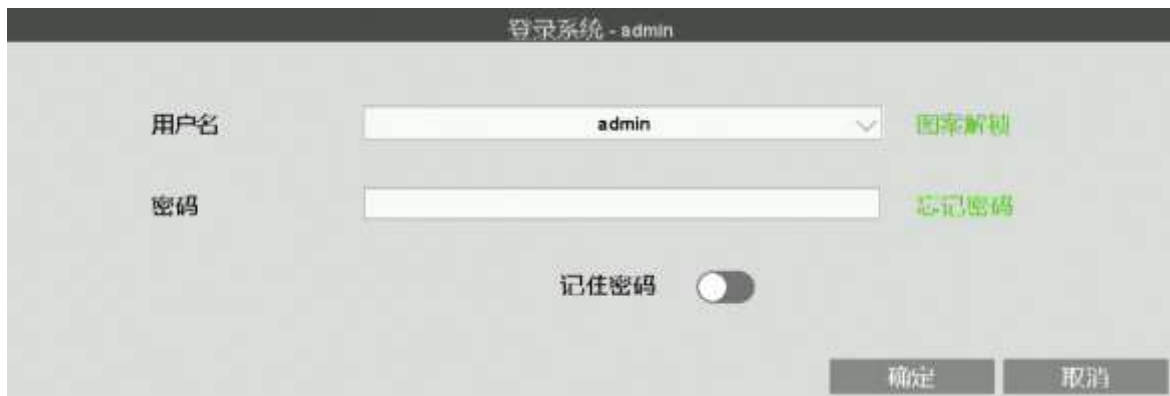 登录系统 - admin
用户名 admin 图案解锁
密码 忘记密码
记住密码
确定 取消